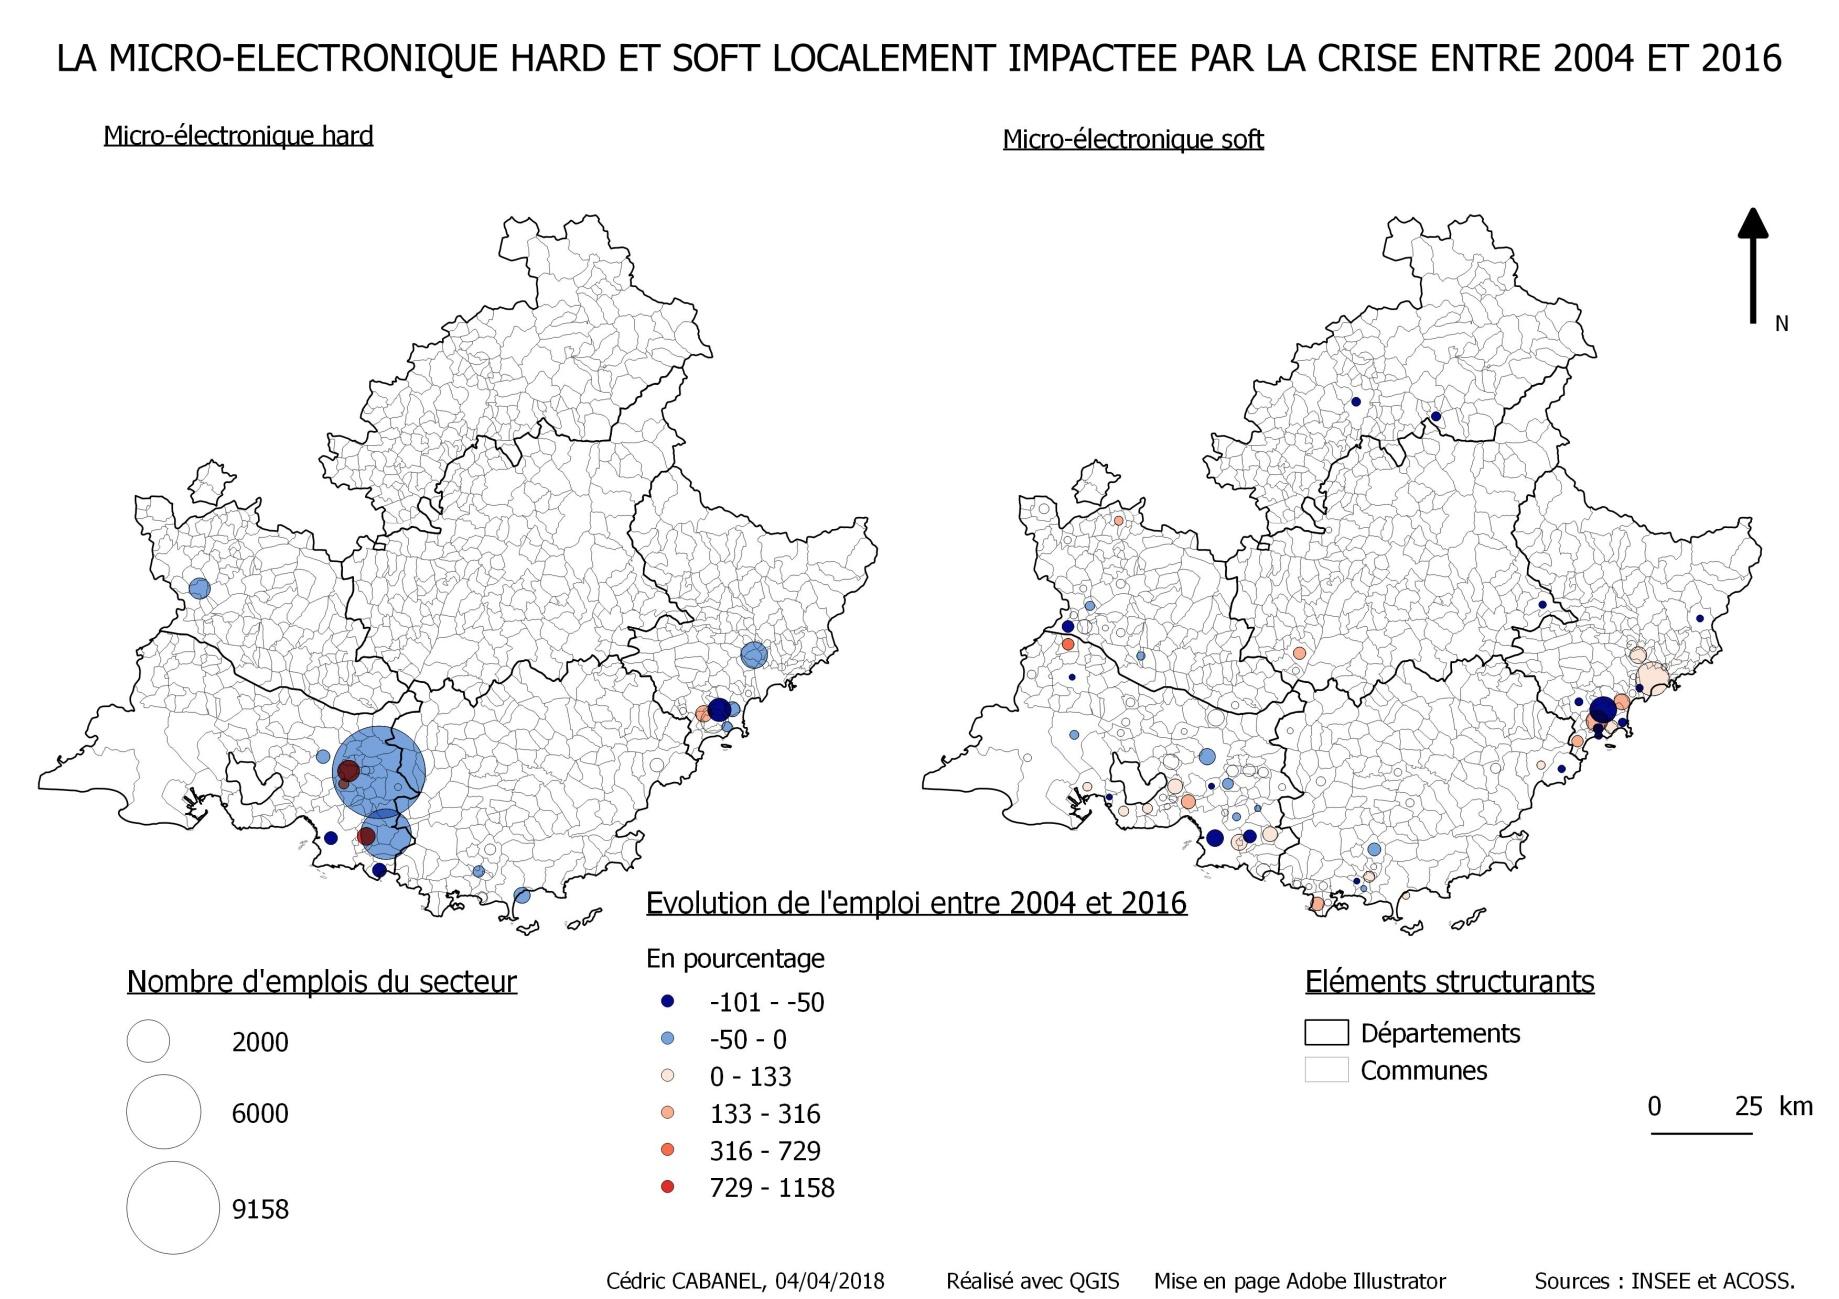 LA MICRO-ELECTRONIQUE HARD ET SOFT LOCALEMENT IMPACTEE PAR LA CRISE ENTRE 2004 ET 2016
Micro-électronique hard
Micro-électronique soft
N
Nombre d'emplois du secteur
2000
6000
9158
Evolution de l'emploi entre 2004 et 2016
En pourcentage
-101 - -50
-50 - 0
0 - 133
133 - 316
316 - 729
729 - 1158
Eléments structurants
Départements
Communes
0 25 km
Cédric CABANEL, 04/04/2018 Réalisé avec QGIS Mise en page Adobe Illustrator Sources : INSEE et ACOSS.